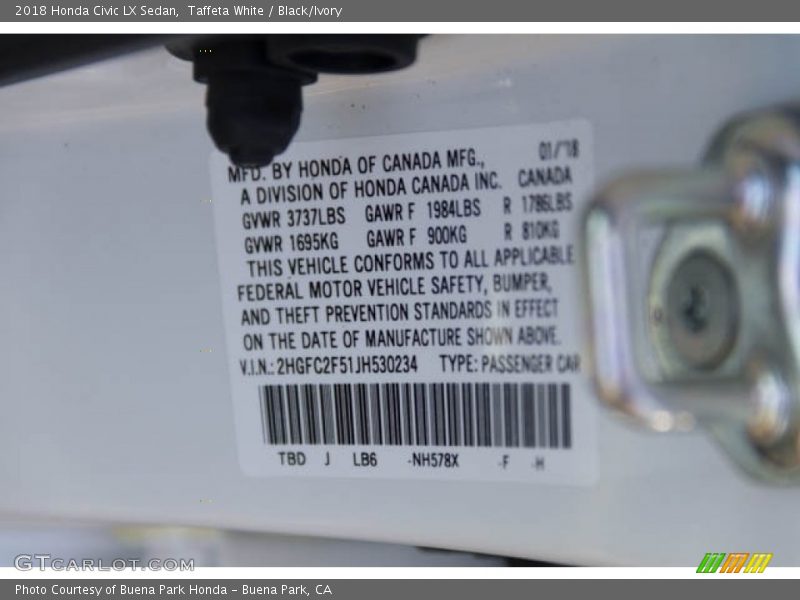 2018 Honda Civic LX Sedan,  Taffeta White / Black/Ivory
MFD. BY HONDA OF CANADA MFG., 01/18
A DIVISION OF HONDA CANADA INC. CANADA
GVWR 3737LBS GAWR F 1984LBS R 1786LBS
GVWR 1695KG GAWR F 900KG R 810KG
THIS VEHICLE CONFORMS TO ALL APPLICABLE
FEDERAL MOTOR VEHICLE SAFETY, BUMPER,
AND THEFT PREVENTION STANDARDS IN EFFECT
ON THE DATE OF MANUFACTURE SHOWN ABOVE.
V.I.N.: 2HGFC2F51JH530234 TYPE: PASSENGER CAR
TBD J LB6 -NH578X -F -H
GTCARLOT.COM
Photo Courtesy of Buena Park Honda - Buena Park, CA